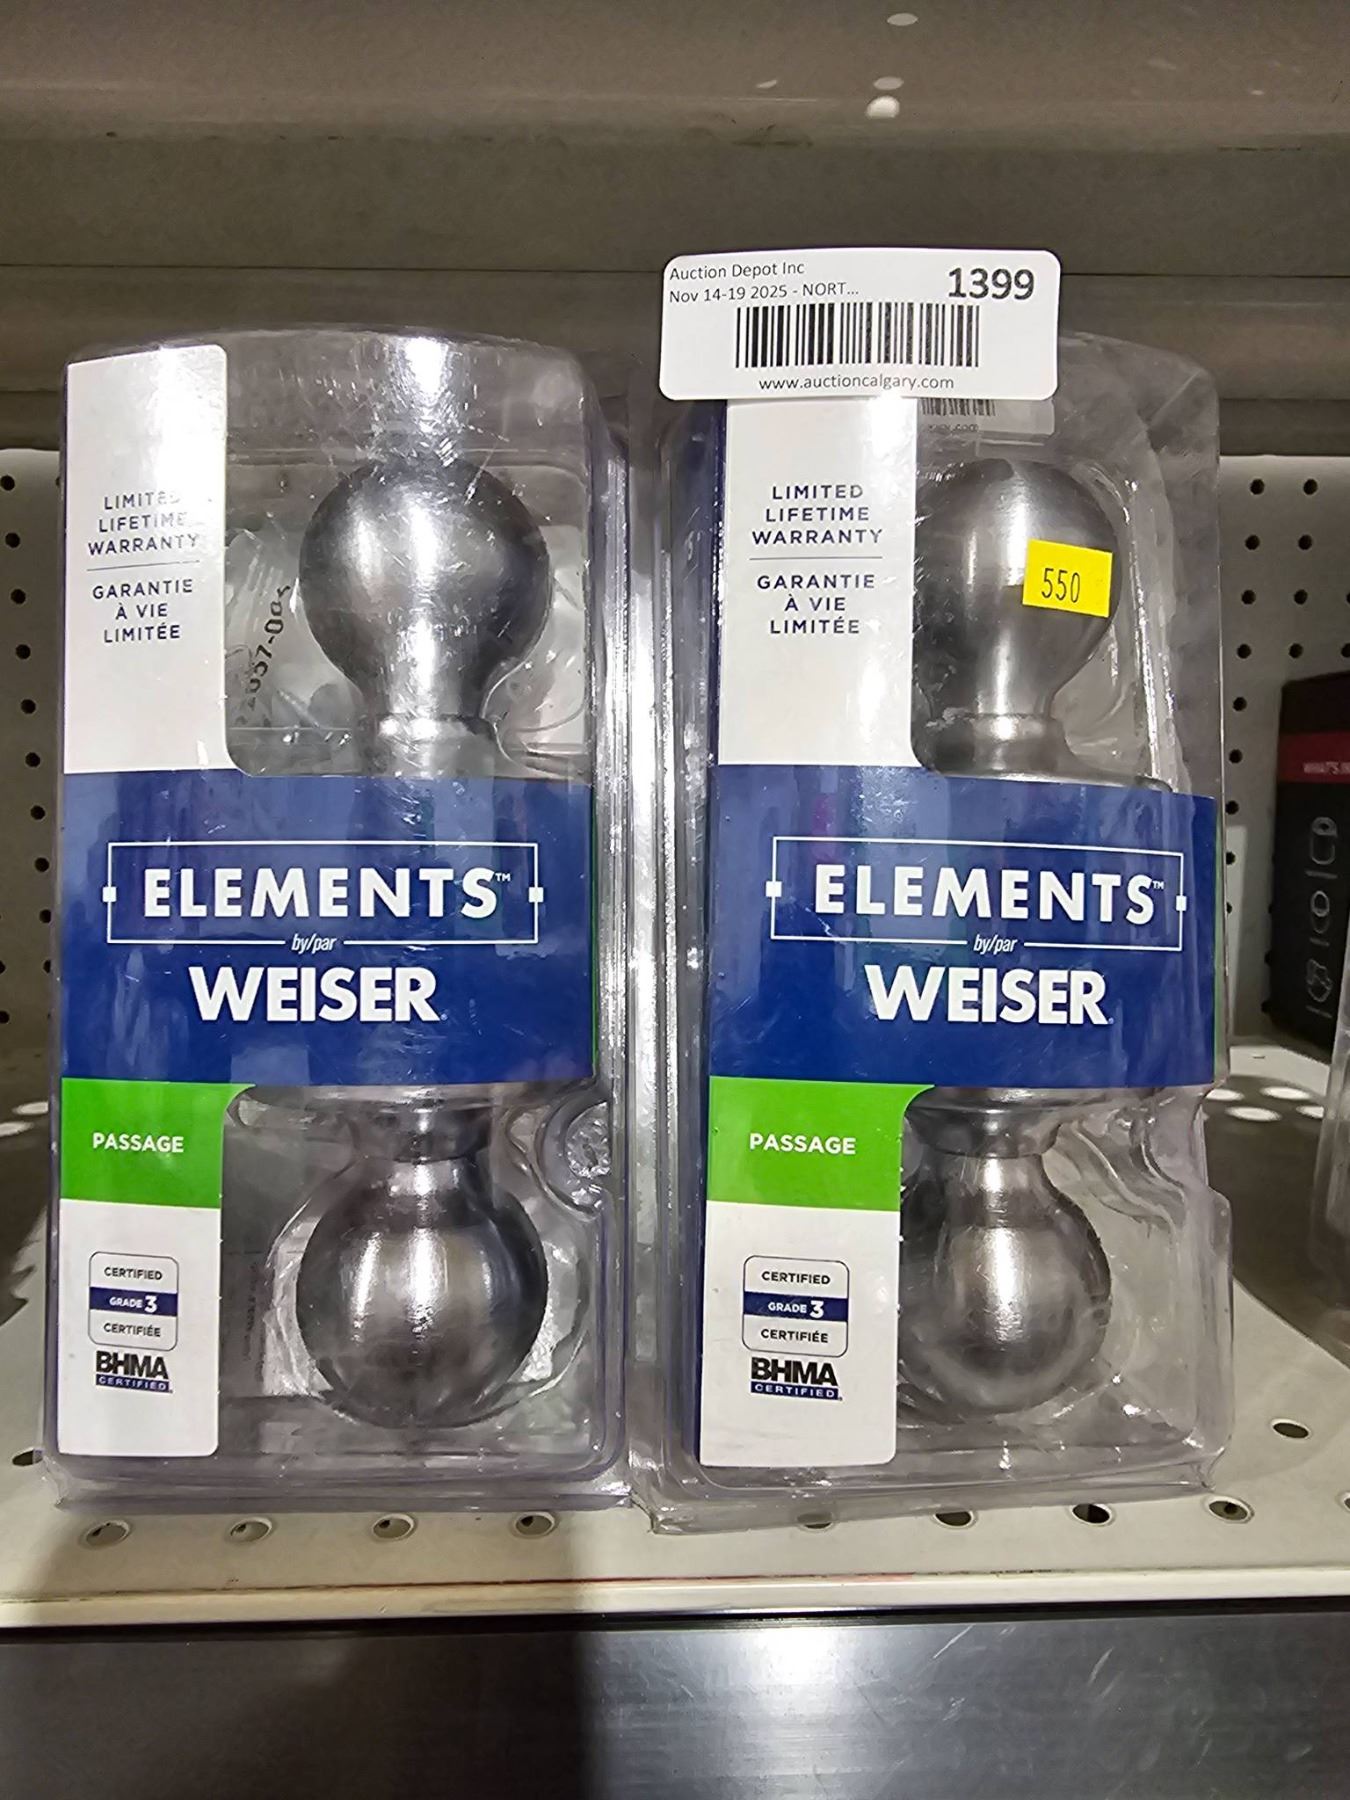 Auction Depot Inc
1399
Nov 14-19 2025 - NORT...
www.auctioncalgary.com
LIMITED
LIFETIME
WARRANTY
GARANTIE
À VIE
LIMITÉE
ELEMENTS™
by/par
WEISER
PASSAGE
CERTIFIED
GRADE 3
CERTIFIÉE
BHMA
CERTIFIED
LIMITED
LIFETIME
WARRANTY
GARANTIE
À VIE
LIMITÉE
550
ELEMENTS™
by/par
WEISER
PASSAGE
CERTIFIED
GRADE 3
CERTIFIÉE
BHMA
CERTIFIED